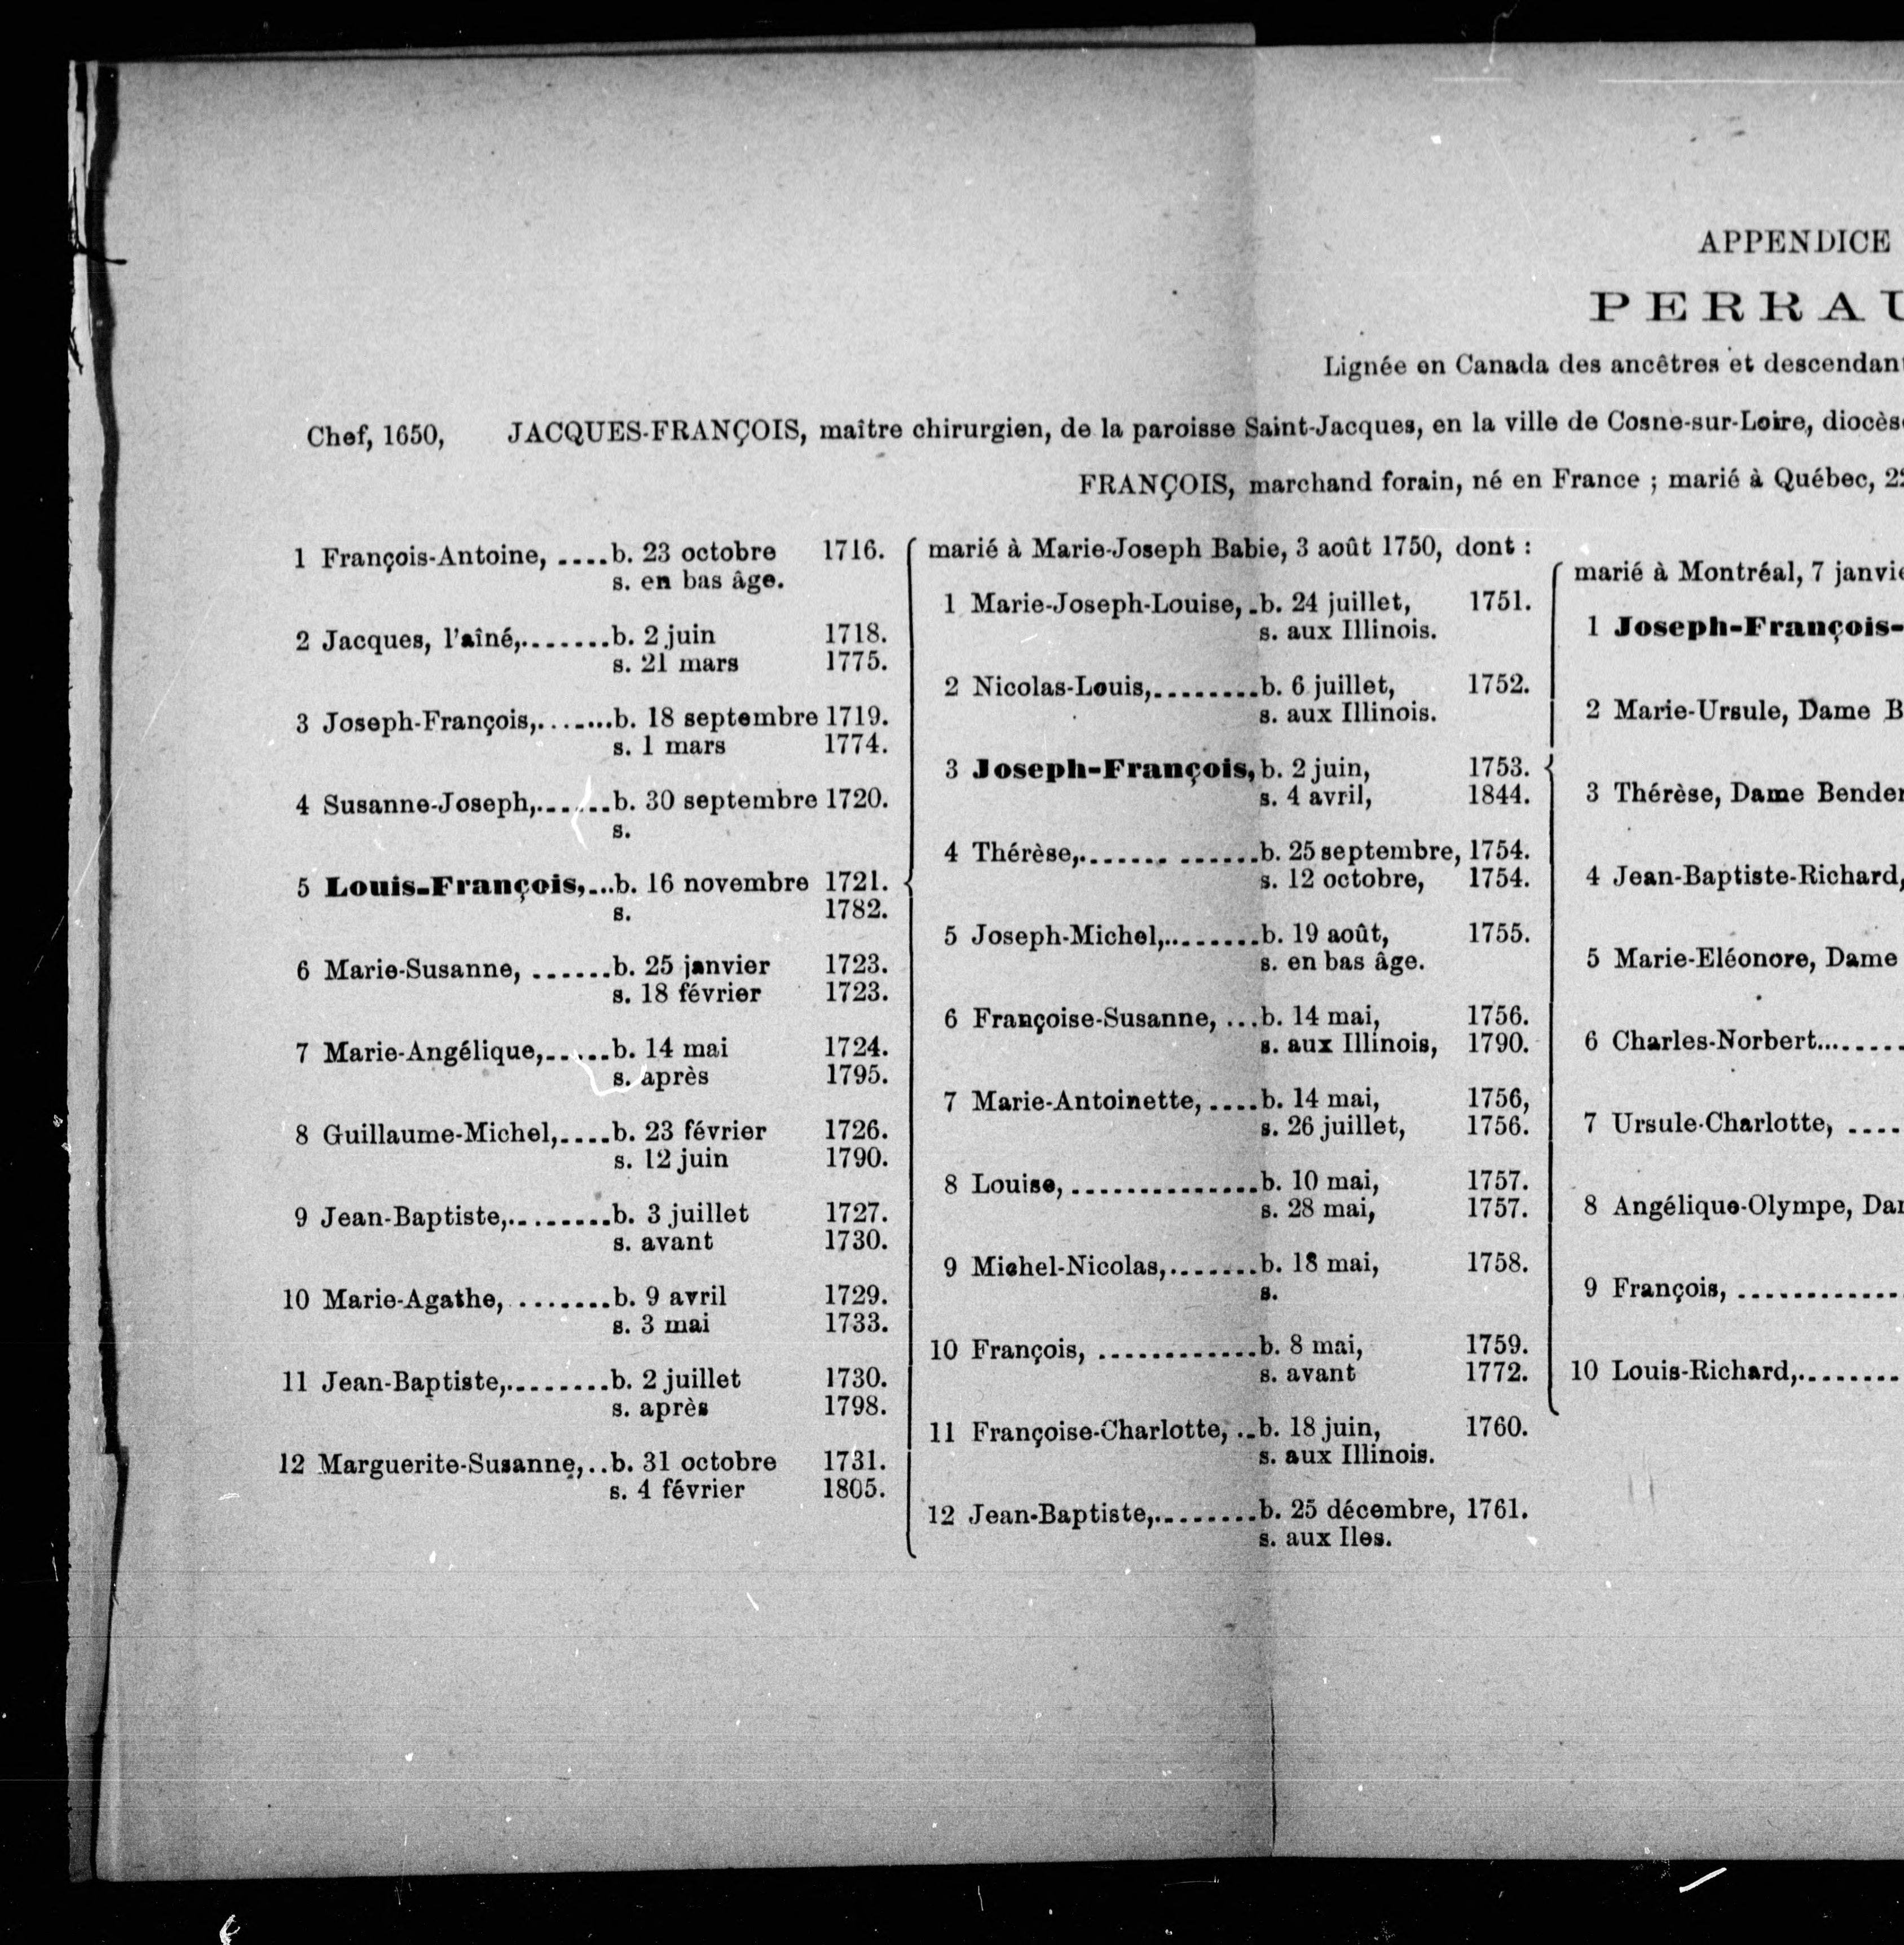 APPENDICE
PERRAU
Lignée en Canada des ancêtres et descendant
Chef, 1650, JACQUES-FRANÇOIS, maître chirurgien, de la paroisse Saint-Jacques, en la ville de Cosne-sur-Loire, diocès
FRANÇOIS, marchand forain, né en France ; marié à Québec, 22
1 François-Antoine, ....b. 23 octobre 1716.
s. en bas âge.
2 Jacques, l'aîné,.......b. 2 juin 1718.
s. 21 mars 1775.
3 Joseph-François,.......b. 18 septembre 1719.
s. 1 mars 1774.
4 Susanne-Joseph,......b. 30 septembre 1720.
s.
5 Louis-François,...b. 16 novembre 1721.
s. 1782.
6 Marie-Susanne, ......b. 25 janvier 1723.
s. 18 février 1723.
7 Marie-Angélique,.....b. 14 mai 1724.
s. après 1795.
8 Guillaume-Michel,....b. 23 février 1726.
s. 12 juin 1790.
9 Jean-Baptiste,........b. 3 juillet 1727.
s. avant 1730.
10 Marie-Agathe, ........b. 9 avril 1729.
s. 3 mai 1733.
11 Jean-Baptiste,........b. 2 juillet 1730.
s. après 1798.
12 Marguerite-Susanne,..b. 31 octobre 1731.
s. 4 février 1805.
marié à Marie-Joseph Babie, 3 août 1750, dont :
1 Marie-Joseph-Louise,.b. 24 juillet, 1751.
s. aux Illinois.
2 Nicolas-Louis,........b. 6 juillet, 1752.
s. aux Illinois.
3 Joseph-François, b. 2 juin, 1753.
s. 4 avril, 1844.
4 Thérèse,....... ......b. 25 septembre, 1754.
s. 12 octobre, 1754.
5 Joseph-Michel,........b. 19 août, 1755.
s. en bas âge.
6 Françoise-Susanne, ...b. 14 mai, 1756.
s. aux Illinois, 1790.
7 Marie-Antoinette, ....b. 14 mai, 1756,
s. 26 juillet, 1756.
8 Louise, ..............b. 10 mai, 1757.
s. 28 mai, 1757.
9 Michel-Nicolas,.......b. 18 mai, 1758.
s.
10 François, ............b. 8 mai, 1759.
s. avant 1772.
11 Françoise-Charlotte, ..b. 18 juin, 1760.
s. aux Illinois.
12 Jean-Baptiste,........b. 25 décembre, 1761.
s. aux Iles.
marié à Montréal, 7 janvie
1 Joseph-François-
2 Marie-Ursule, Dame B
3 Thérèse, Dame Bender
4 Jean-Baptiste-Richard,
5 Marie-Eléonore, Dame
6 Charles-Norbert.......
7 Ursule-Charlotte, ....
8 Angélique-Olympe, Dam
9 François, ............
10 Louis-Richard,........